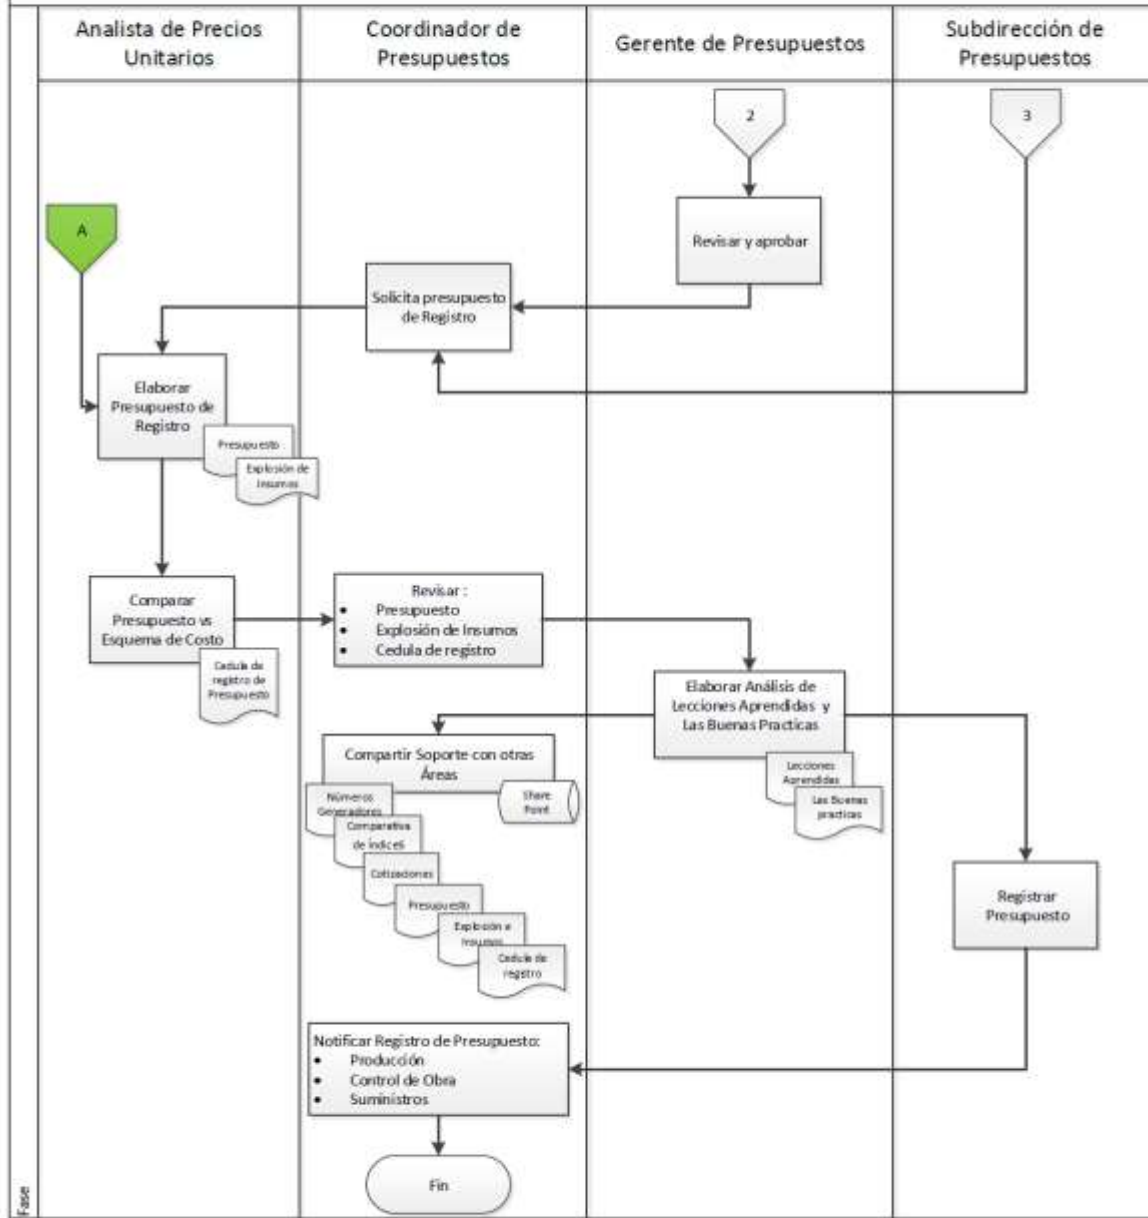 Analista de Precios
Unitarios
Coordinador de
Presupuestos
Gerente de Presupuestos
Subdirección de
Presupuestos
2
3
A
Revisar y aprobar
Solicita presupuesto
de Registro
Elaborar
Presupuesto de
Registro
Presupuesto
Explosión de
Insumos
Comparar
Presupuesto vs
Esquema de Costo
Cedula de
registro de
Presupuesto
Revisar :
• Presupuesto
• Explosión de Insumos
• Cedula de registro
Elaborar Análisis de
Lecciones Aprendidas y
Las Buenas Practicas
Lecciones
Aprendidas
Las Buenas
practicas
Compartir Soporte con otras
Áreas
Share
Point
Números
Generadores
Comparativa
de índices
Cotizaciones
Presupuesto
Explosión e
Insumos
Cedula de
registro
Registrar
Presupuesto
Notificar Registro de Presupuesto:
• Producción
• Control de Obra
• Suministros
Fin
Fase